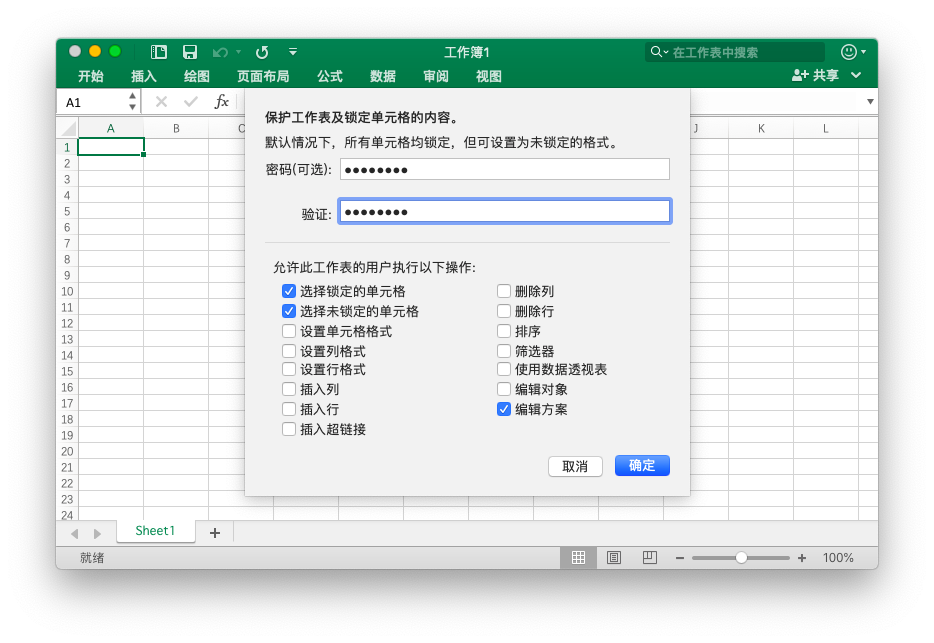 工作簿1
在工作表中搜索
开始 插入 绘图 页面布局 公式 数据 审阅 视图 共享
A1 fx
保护工作表及锁定单元格的内容。
默认情况下，所有单元格均锁定，但可设置为未锁定的格式。
密码(可选): ●●●●●●●●
验证: ●●●●●●●●
允许此工作表的用户执行以下操作:
选择锁定的单元格 删除列
选择未锁定的单元格 删除行
设置单元格格式 排序
设置列格式 筛选器
设置行格式 使用数据透视表
插入列 编辑对象
插入行 编辑方案
插入超链接
取消 确定
A B C J K L
1
2
3
4
5
6
7
8
9
10
11
12
13
14
15
16
17
18
19
20
21
22
23
24
Sheet1 +
就绪 100%